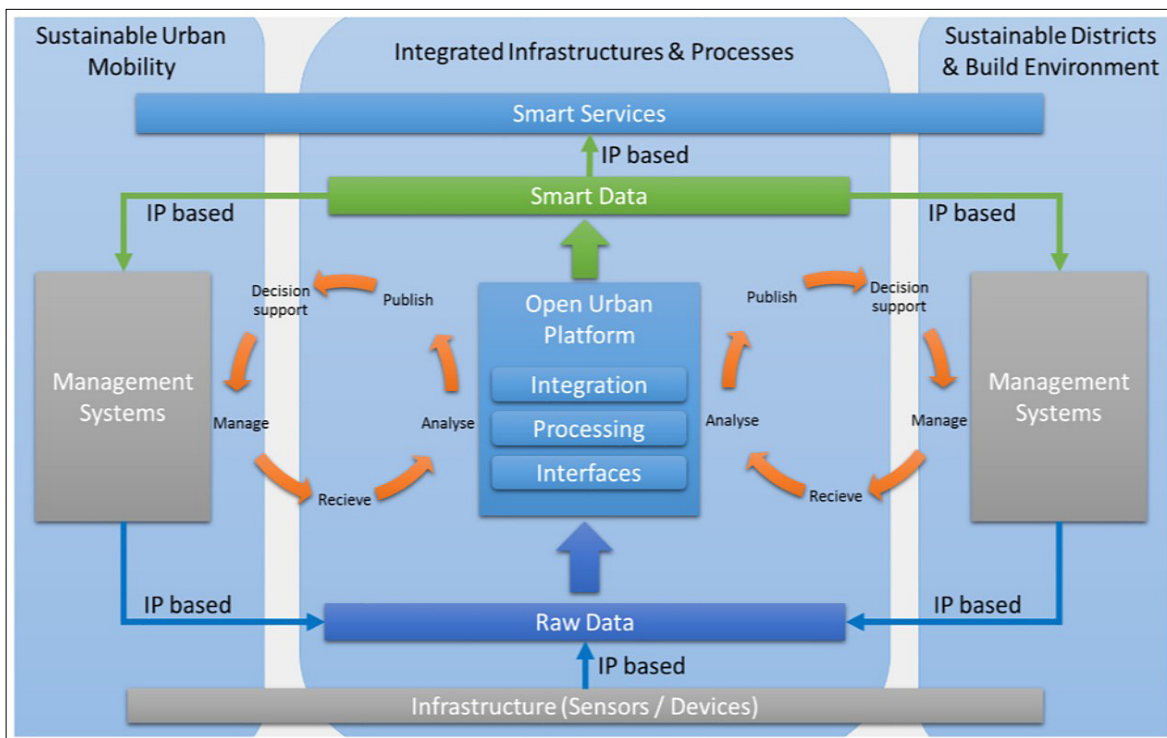 Sustainable Urban
Mobility
Integrated Infrastructures & Processes
Sustainable Districts
& Build Environment
Smart Services
IP based
Smart Data
IP based
IP based
Decision
support
Publish
Open Urban
Platform
Publish
Decision
support
Management
Systems
Integration
Management
Systems
Manage
Analyse
Processing
Analyse
Manage
Interfaces
Recieve
Recieve
IP based
IP based
Raw Data
IP based
Infrastructure (Sensors / Devices)